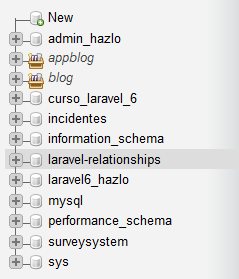 New
admin_hazlo
appblog
blog
curso_laravel_6
incidentes
information_schema
laravel-relationships
laravel6_hazlo
mysql
performance_schema
surveysystem
sys